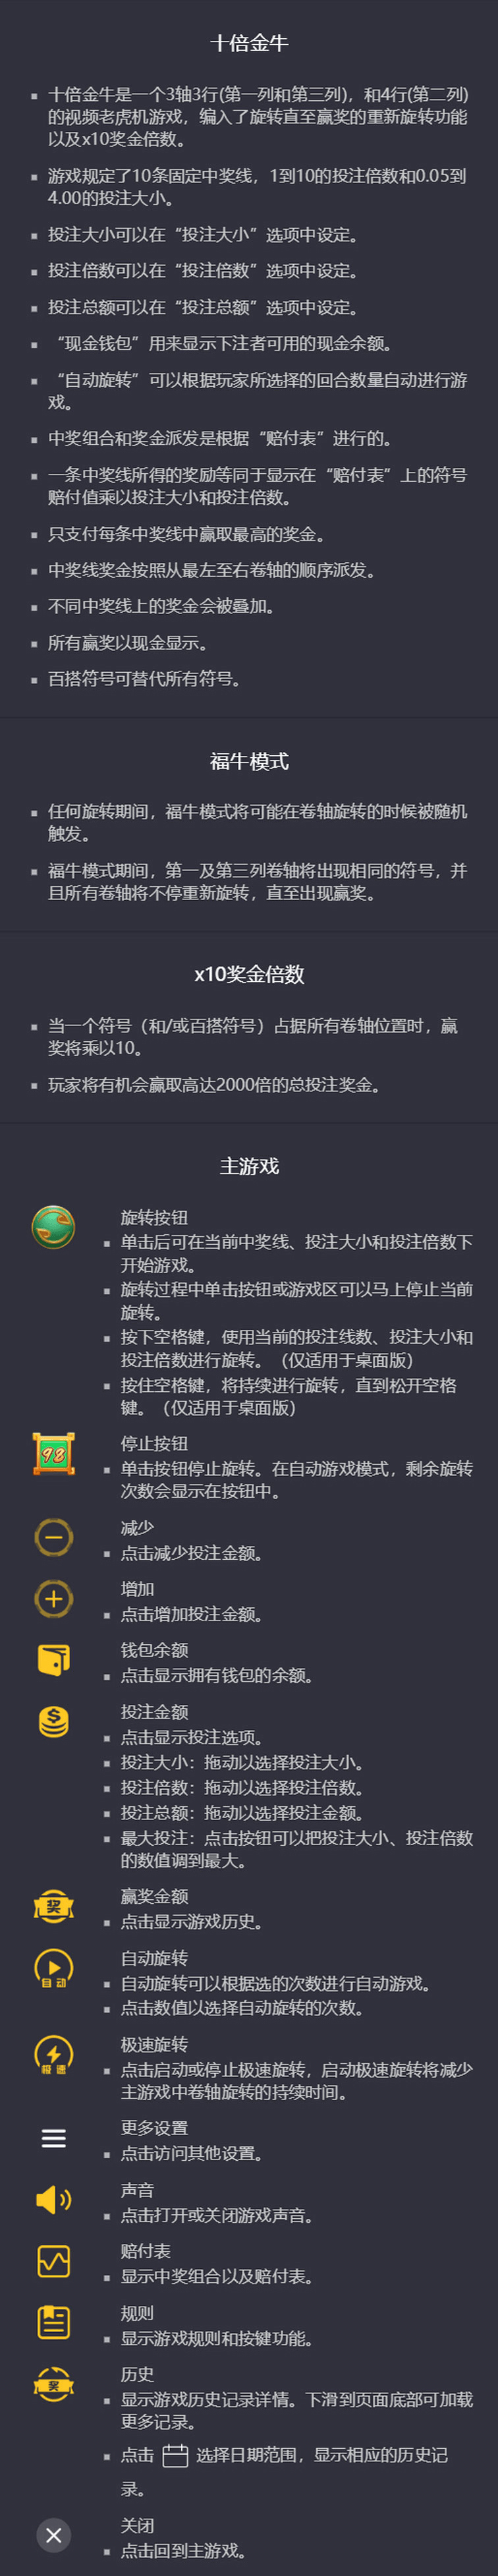 十倍金牛
十倍金牛是一个3轴3行(第一列和第三列)，和4行(第二列)
的视频老虎机游戏，编入了旋转直至赢奖的重新旋转功能
以及x10奖金倍数。
游戏规定了10条固定中奖线，1到10的投注倍数和0.05到
4.00的投注大小。
投注大小可以在“投注大小”选项中设定。
投注倍数可以在“投注倍数”选项中设定。
投注总额可以在“投注总额”选项中设定。
“现金钱包”用来显示下注者可用的现金余额。
“自动旋转”可以根据玩家所选择的回合数量自动进行游
戏。
中奖组合和奖金派发是根据“赔付表”进行的。
一条中奖线所得的奖励等同于显示在“赔付表”上的符号
赔付值乘以投注大小和投注倍数。
只支付每条中奖线中赢取最高的奖金。
中奖线奖金按照从最左至右卷轴的顺序派发。
不同中奖线上的奖金会被叠加。
所有赢奖以现金显示。
百搭符号可替代所有符号。
福牛模式
任何旋转期间，福牛模式将可能在卷轴旋转的时候被随机
触发。
福牛模式期间，第一及第三列卷轴将出现相同的符号，并
且所有卷轴将不停重新旋转，直至出现赢奖。
x10奖金倍数
当一个符号（和/或百搭符号）占据所有卷轴位置时，赢
奖将乘以10。
玩家将有机会赢取高达2000倍的总投注奖金。
主游戏
旋转按钮
单击后可在当前中奖线、投注大小和投注倍数下
开始游戏。
旋转过程中单击按钮或游戏区可以马上停止当前
旋转。
按下空格键，使用当前的投注线数、投注大小和
投注倍数进行旋转。（仅适用于桌面版）
按住空格键，将持续进行旋转，直到松开空格
键。（仅适用于桌面版）
98
停止按钮
单击按钮停止旋转。在自动游戏模式，剩余旋转
次数会显示在按钮中。
减少
点击减少投注金额。
增加
点击增加投注金额。
钱包余额
点击显示拥有钱包的余额。
投注金额
点击显示投注选项。
投注大小：拖动以选择投注大小。
投注倍数：拖动以选择投注倍数。
投注总额：拖动以选择投注金额。
最大投注：点击按钮可以把投注大小、投注倍数
的数值调到最大。
奖
赢奖金额
点击显示游戏历史。
自动
自动旋转
自动旋转可以根据选的次数进行自动游戏。
点击数值以选择自动旋转的次数。
极速
极速旋转
点击启动或停止极速旋转，启动极速旋转将减少
主游戏中卷轴旋转的持续时间。
更多设置
点击访问其他设置。
声音
点击打开或关闭游戏声音。
赔付表
显示中奖组合以及赔付表。
规则
显示游戏规则和按键功能。
奖
历史
显示游戏历史记录详情。下滑到页面底部可加载
更多记录。
点击 选择日期范围，显示相应的历史记
录。
关闭
点击回到主游戏。